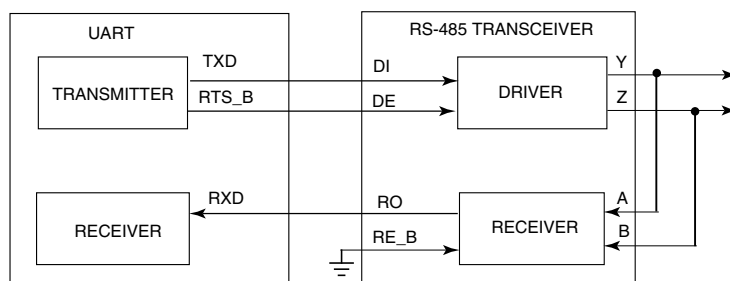 UART
RS-485 TRANSCEIVER
TXD
DI
Y
TRANSMITTER
DRIVER
RTS_B
DE
Z
RXD
RO
A
RECEIVER
RECEIVER
RE_B
B